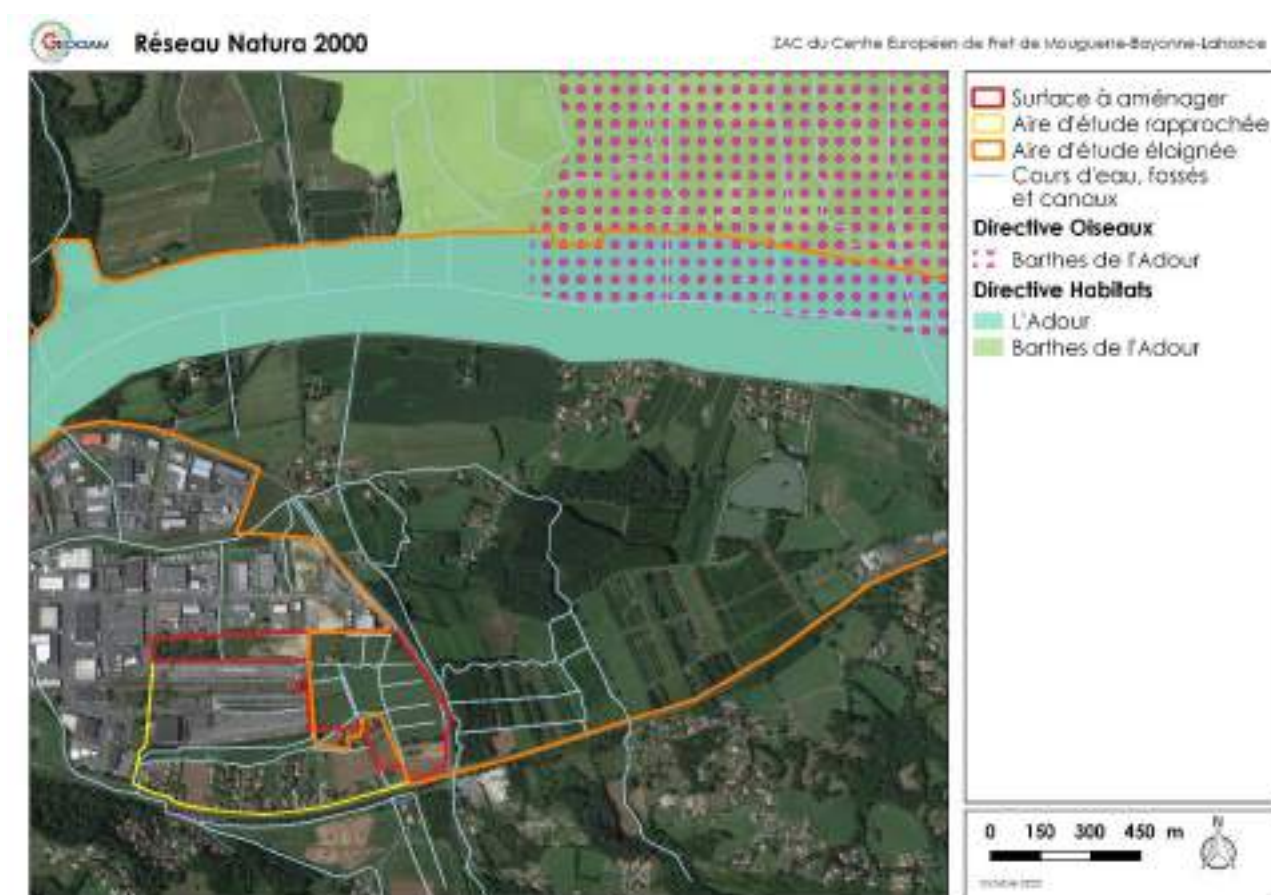 GEOCIAM
Réseau Natura 2000
ZAC du Centre Européen de Fret de Mouguerre-Bayonne-Lahonce
Surface à aménager
Aire d'étude rapprochée
Aire d'étude éloignée
Cours d'eau, fossés
et canaux
Directive Oiseaux
Barthes de l'Adour
Directive Habitats
L'Adour
Barthes de l'Adour
0 150 300 450 m
N